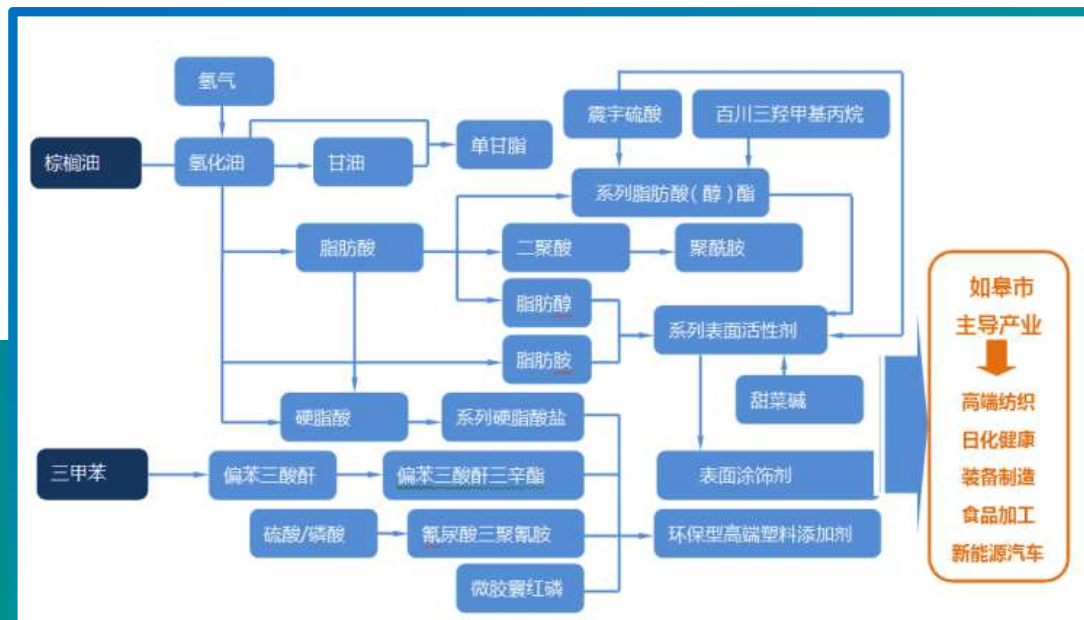 氢气
震宇硫酸
百川三羟甲基丙烷
棕榈油
氢化油
甘油
单甘脂
系列脂肪酸(醇)酯
脂肪酸
二聚酸
聚酰胺
脂肪醇
系列表面活性剂
脂肪胺
甜菜碱
硬脂酸
系列硬脂酸盐
三甲苯
偏苯三酸酐
偏苯三酸酐三辛酯
表面涂饰剂
硫酸/磷酸
氰尿酸三聚氰胺
环保型高端塑料添加剂
微胶囊红磷
如皋市
主导产业
高端纺织
日化健康
装备制造
食品加工
新能源汽车